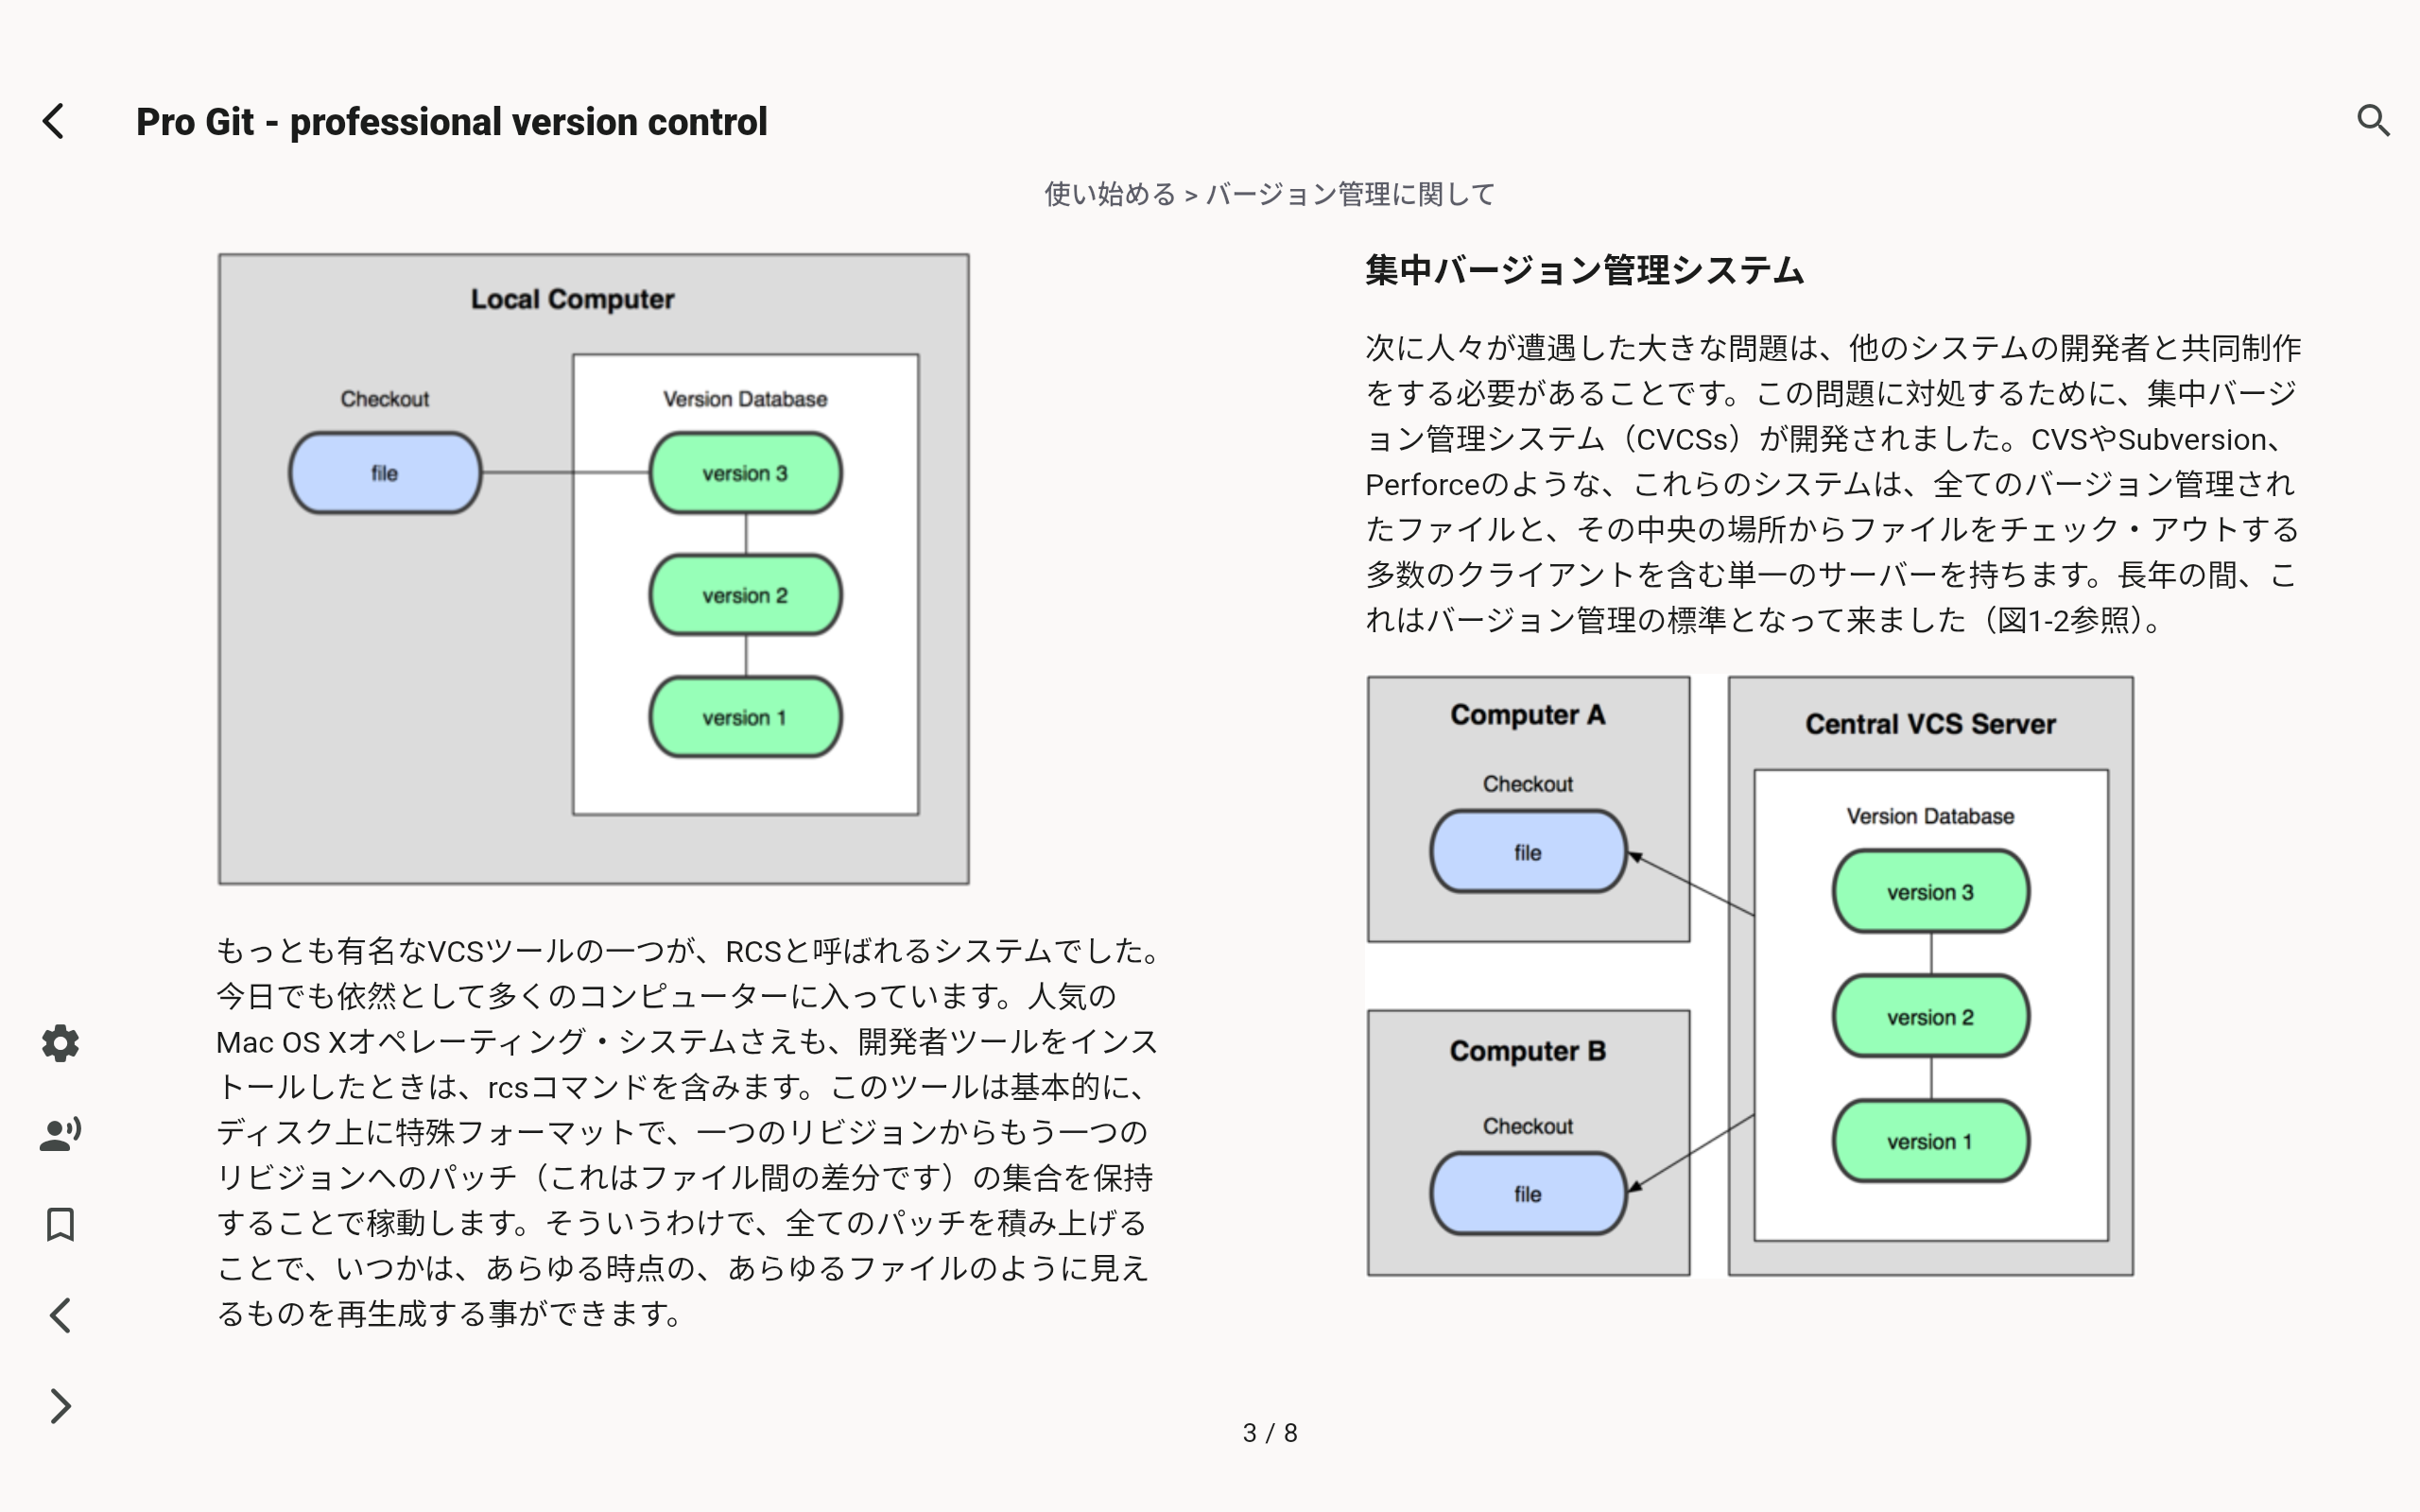 Pro Git - professional version control
使い始める > バージョン管理に関して
Local Computer
Checkout
Version Database
file
version 3
version 2
version 1
もっとも有名なVCSツールの一つが、RCSと呼ばれるシステムでした。
今日でも依然として多くのコンピューターに入っています。人気の
Mac OS Xオペレーティング・システムさえも、開発者ツールをインス
トールしたときは、rcsコマンドを含みます。このツールは基本的に、
ディスク上に特殊フォーマットで、一つのリビジョンからもう一つの
リビジョンへのパッチ（これはファイル間の差分です）の集合を保持
することで稼動します。そういうわけで、全てのパッチを積み上げる
ことで、いつかは、あらゆる時点の、あらゆるファイルのように見え
るものを再生成する事ができます。
集中バージョン管理システム
次に人々が遭遇した大きな問題は、他のシステムの開発者と共同制作
をする必要があることです。この問題に対処するために、集中バージ
ョン管理システム（CVCSs）が開発されました。CVSやSubversion、
Perforceのような、これらのシステムは、全てのバージョン管理され
たファイルと、その中央の場所からファイルをチェック・アウトする
多数のクライアントを含む単一のサーバーを持ちます。長年の間、こ
れはバージョン管理の標準となって来ました（図1-2参照）。
Computer A
Checkout
file
Computer B
Checkout
file
Central VCS Server
Version Database
version 3
version 2
version 1
3 / 8